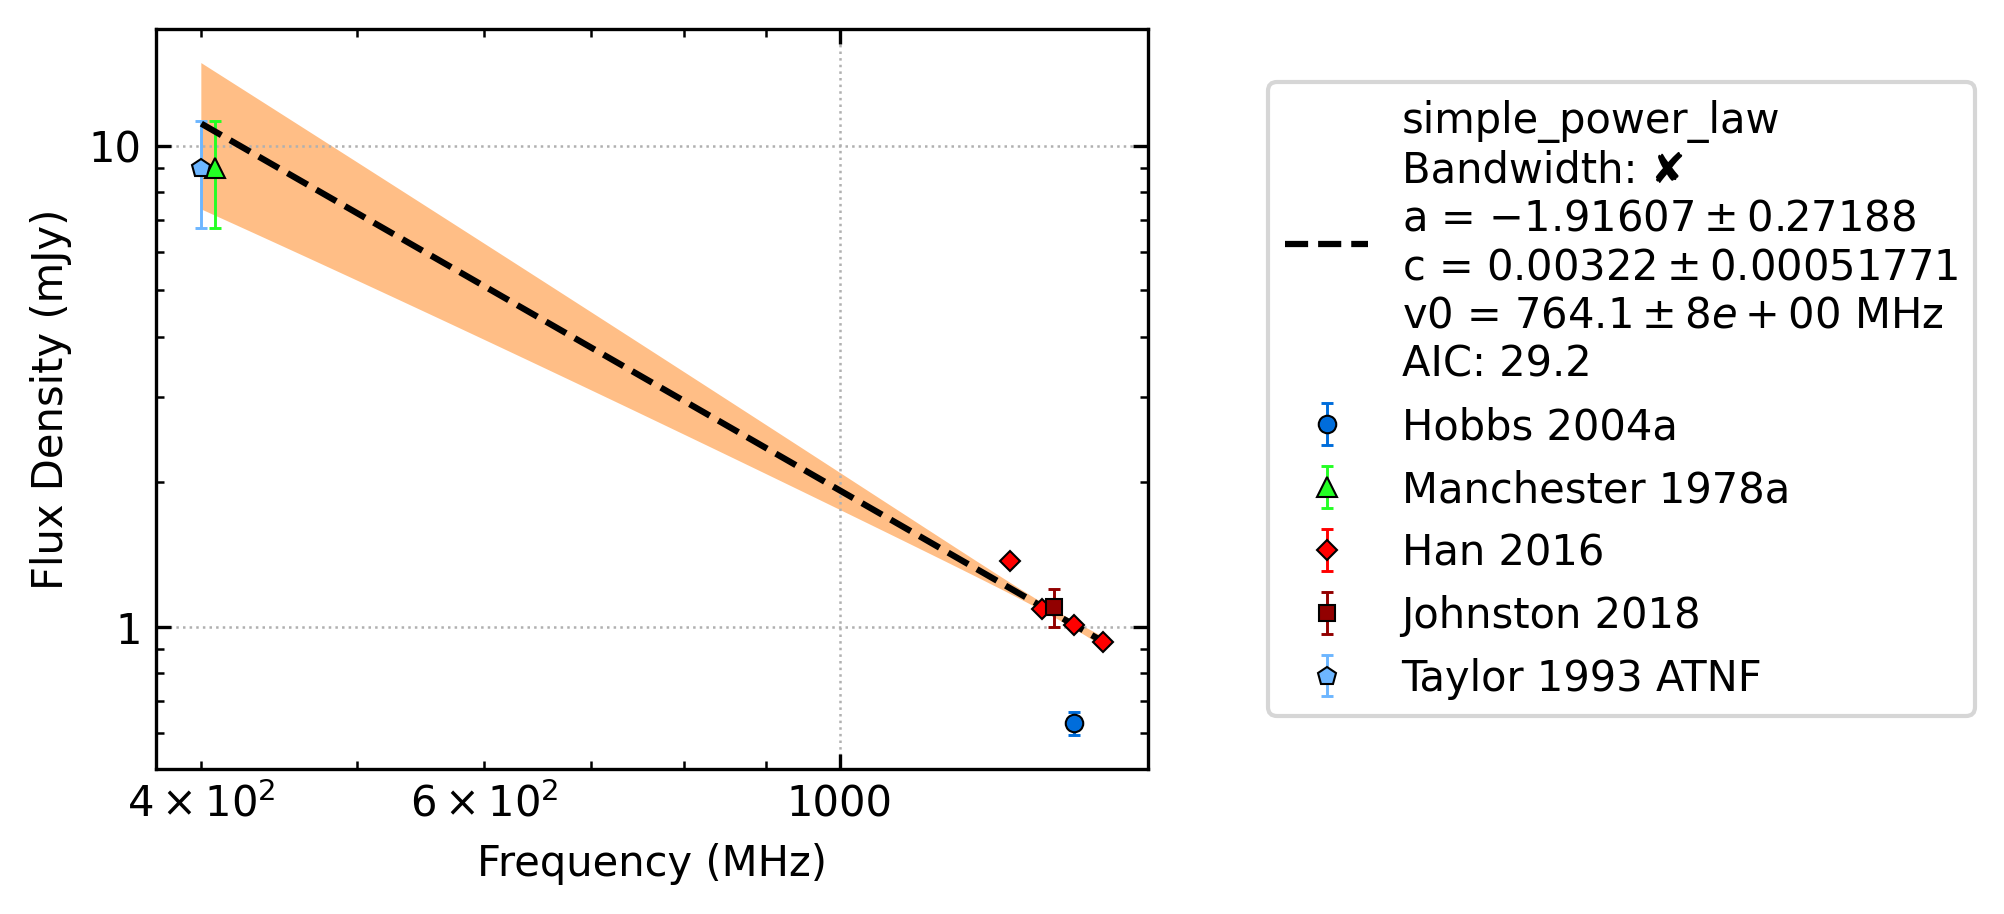 10
1
Flux Density (mJy)
4 × 10²
6 × 10²
1000
Frequency (MHz)
simple_power_law
Bandwidth: ✘
a = −1.91607 ± 0.27188
c = 0.00322 ± 0.00051771
v0 = 764.1 ± 8e + 00 MHz
AIC: 29.2
Hobbs 2004a
Manchester 1978a
Han 2016
Johnston 2018
Taylor 1993 ATNF